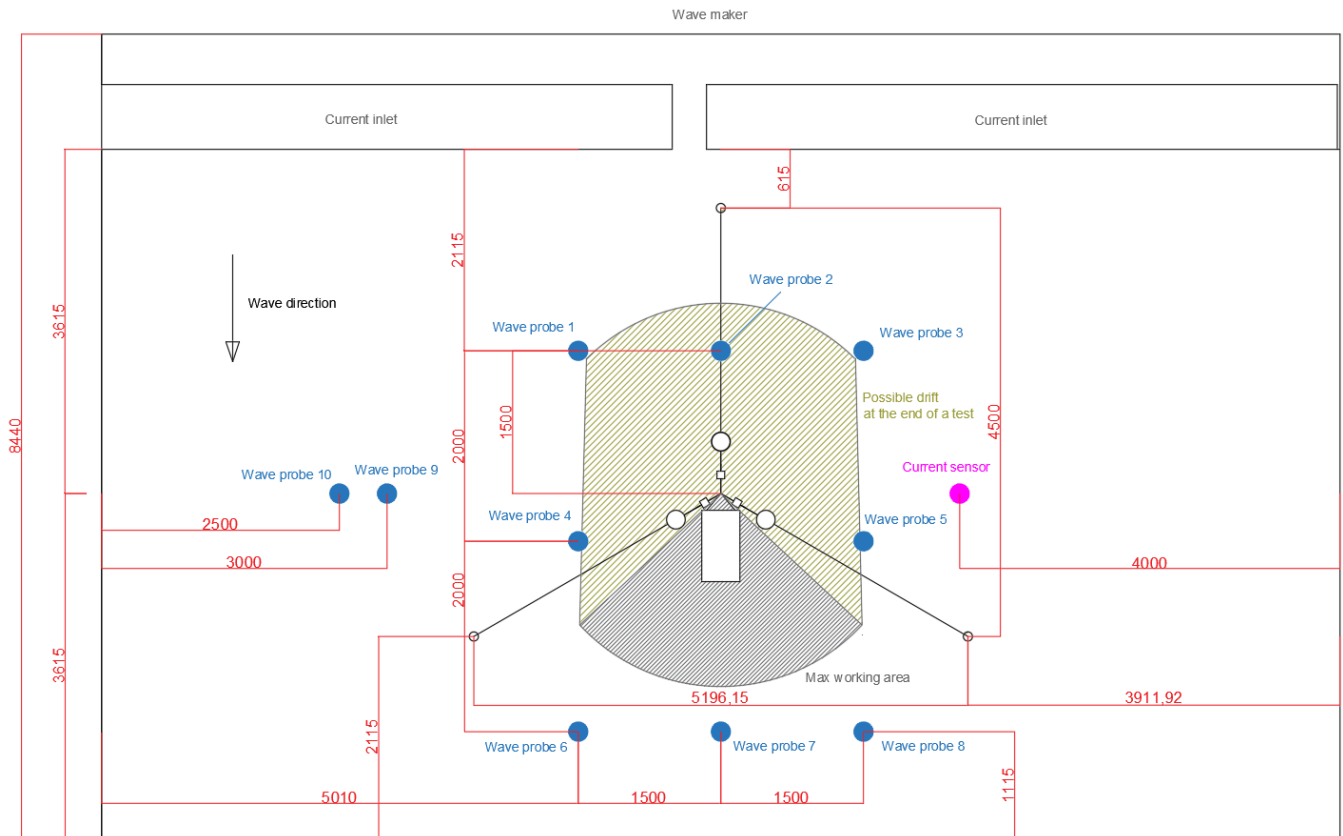 Wave maker
Current inlet
Current inlet
615
2115
3615
Wave direction
Wave probe 2
Wave probe 1
Wave probe 3
Possible drift
at the end of a test
1500
4500
8440
2000
Wave probe 10
Wave probe 9
Current sensor
Wave probe 4
Wave probe 5
2500
3000
4000
2000
3615
Max working area
5196,15
3911,92
2115
Wave probe 6
Wave probe 7
Wave probe 8
1115
5010
1500
1500